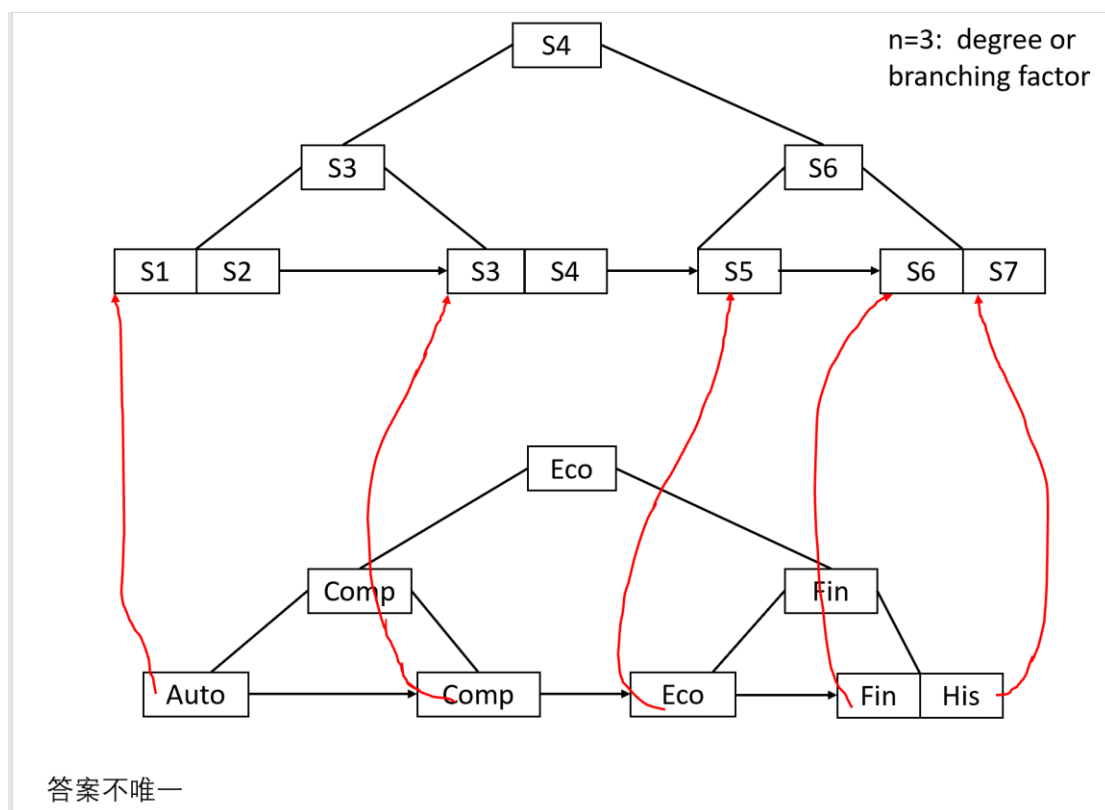 S4
n=3: degree or
branching factor
S3
S6
S1 S2
S3 S4
S5
S6 S7
Eco
Comp
Fin
Auto
Comp
Eco
Fin His
答案不唯一